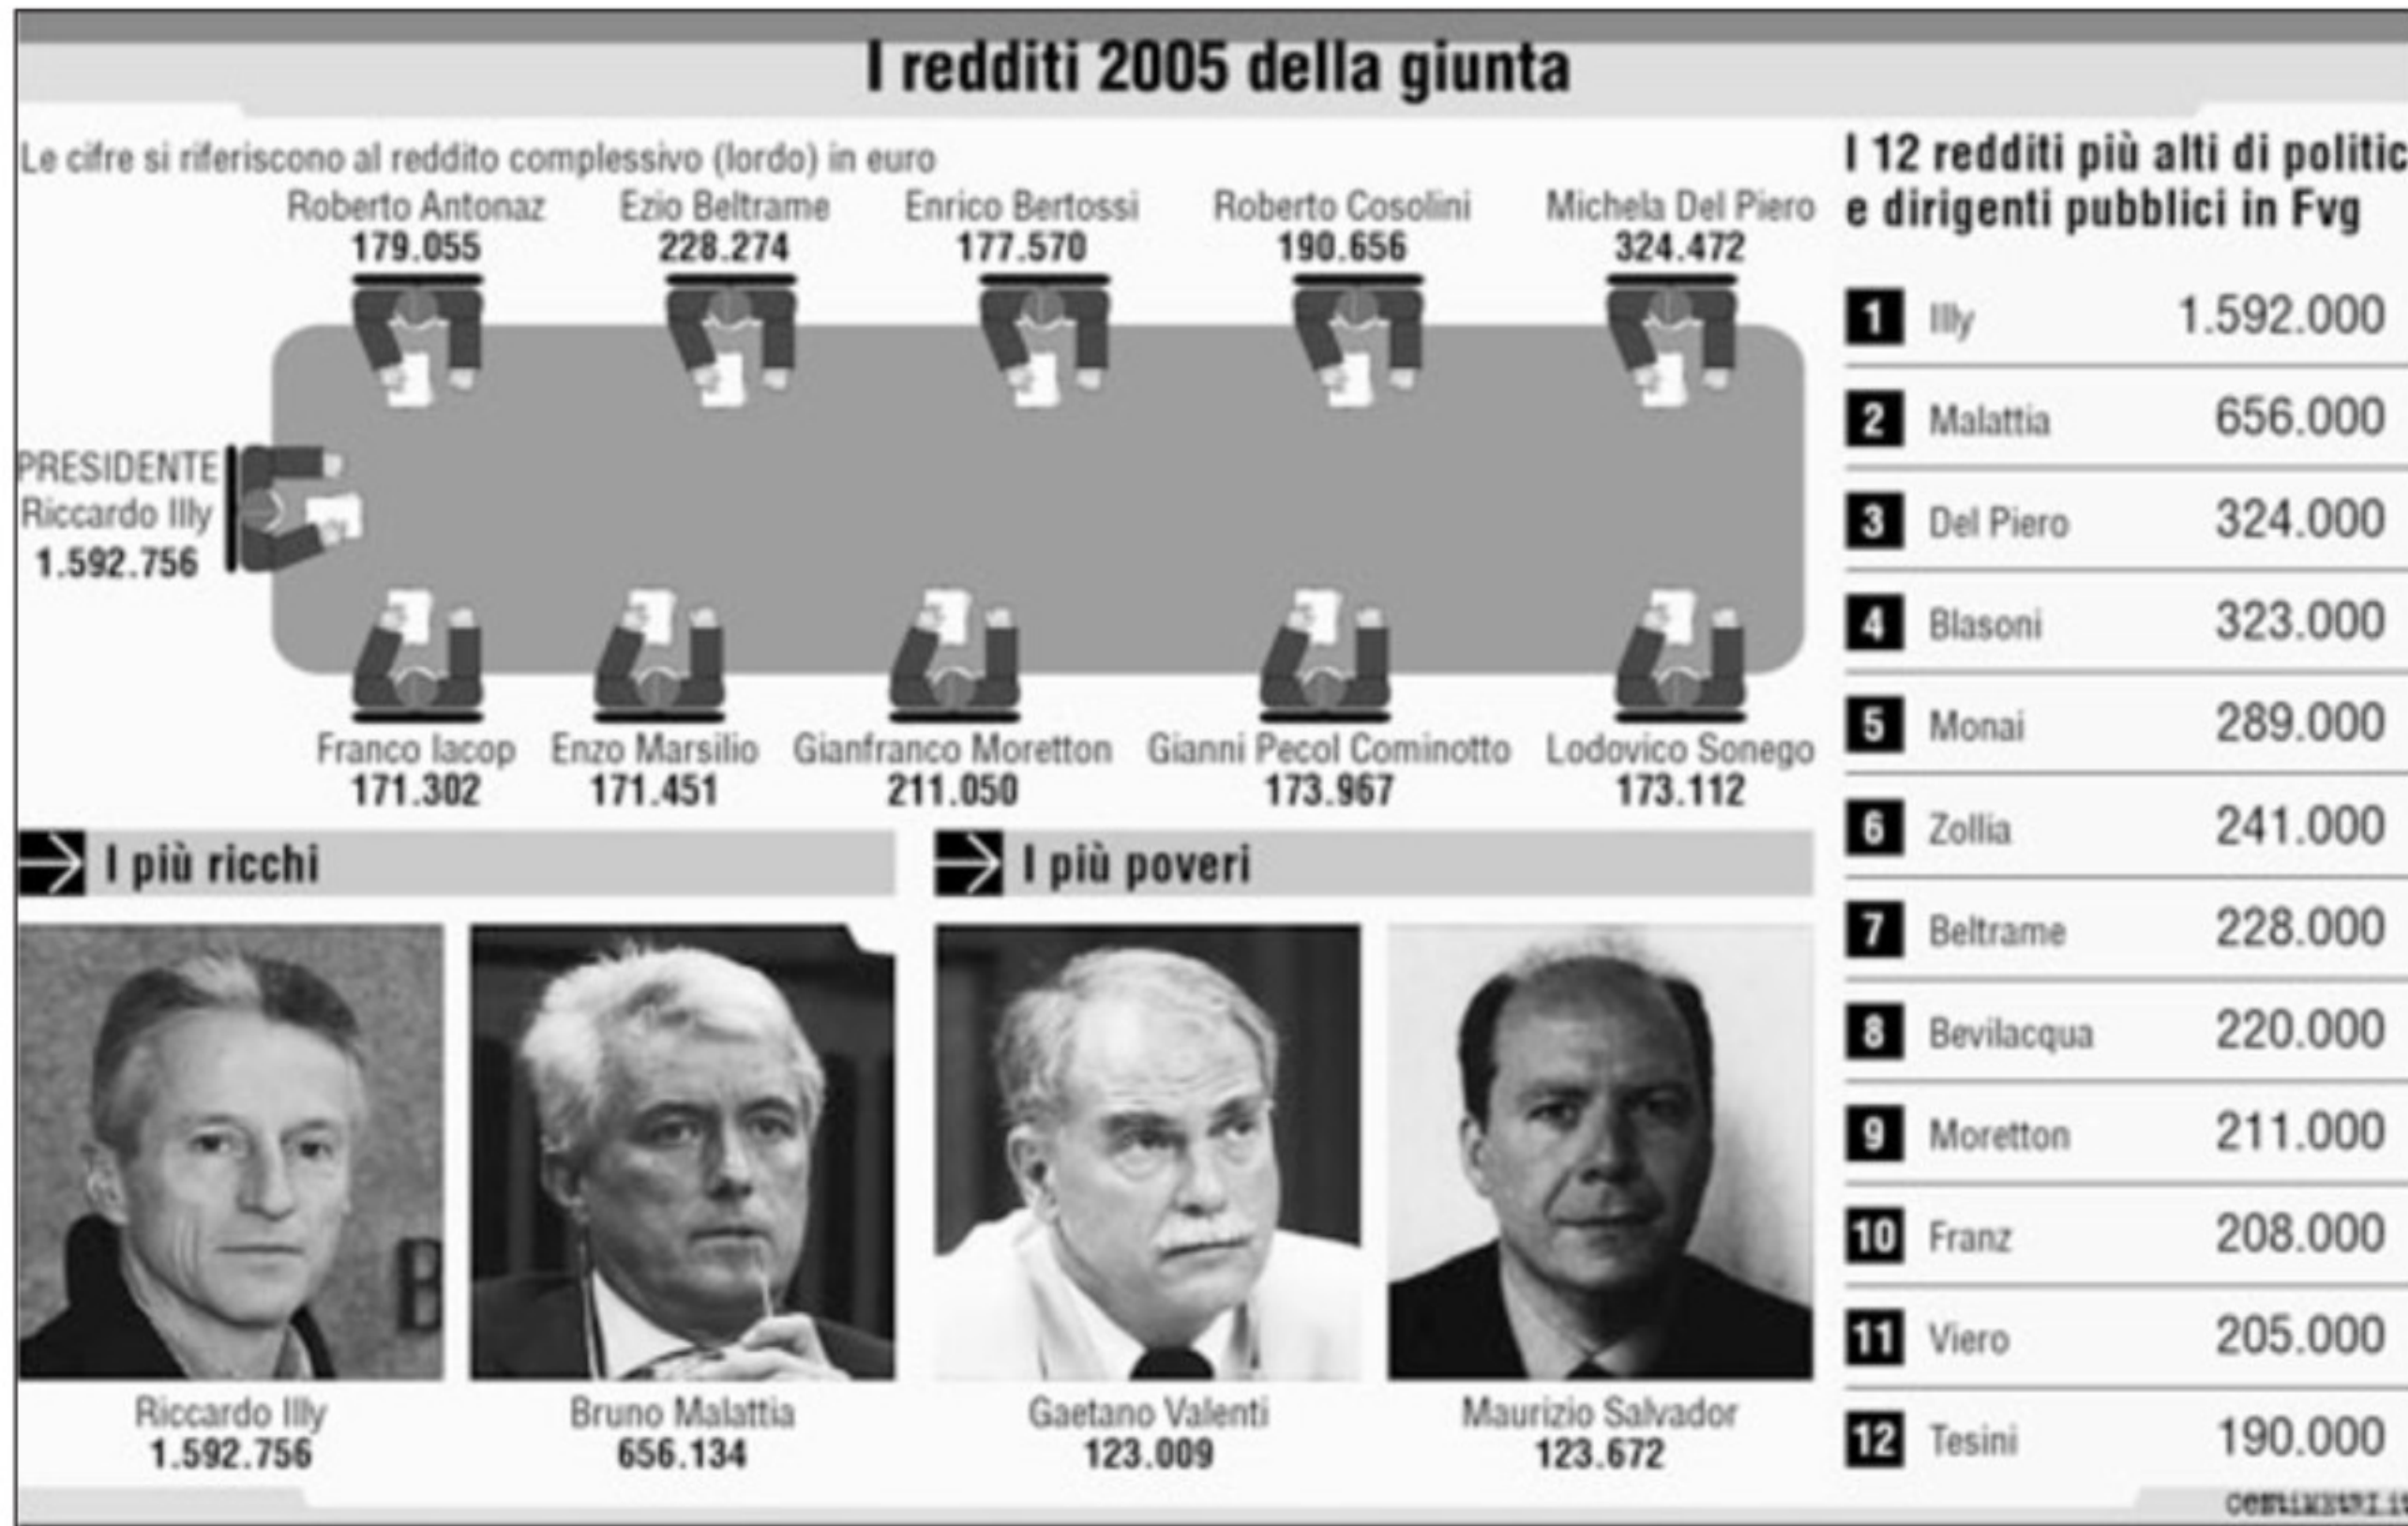 I redditi 2005 della giunta
Le cifre si riferiscono al reddito complessivo (lordo) in euro
Roberto Antonaz
179.055
Ezio Beltrame
228.274
Enrico Bertossi
177.570
Roberto Cosolini
190.656
Michela Del Piero
324.472
PRESIDENTE
Riccardo Illy
1.592.756
Franco Iacop
171.302
Enzo Marsilio
171.451
Gianfranco Moretton
211.050
Gianni Pecol Cominotto
173.967
Lodovico Sonego
173.112
I più ricchi
Riccardo Illy
1.592.756
Bruno Malattia
656.134
I più poveri
Gaetano Valenti
123.009
Maurizio Salvador
123.672
I 12 redditi più alti di politic
e dirigenti pubblici in Fvg
1 Illy 1.592.000
2 Malattia 656.000
3 Del Piero 324.000
4 Blasoni 323.000
5 Monai 289.000
6 Zollia 241.000
7 Beltrame 228.000
8 Bevilacqua 220.000
9 Moretton 211.000
10 Franz 208.000
11 Viero 205.000
12 Tesini 190.000